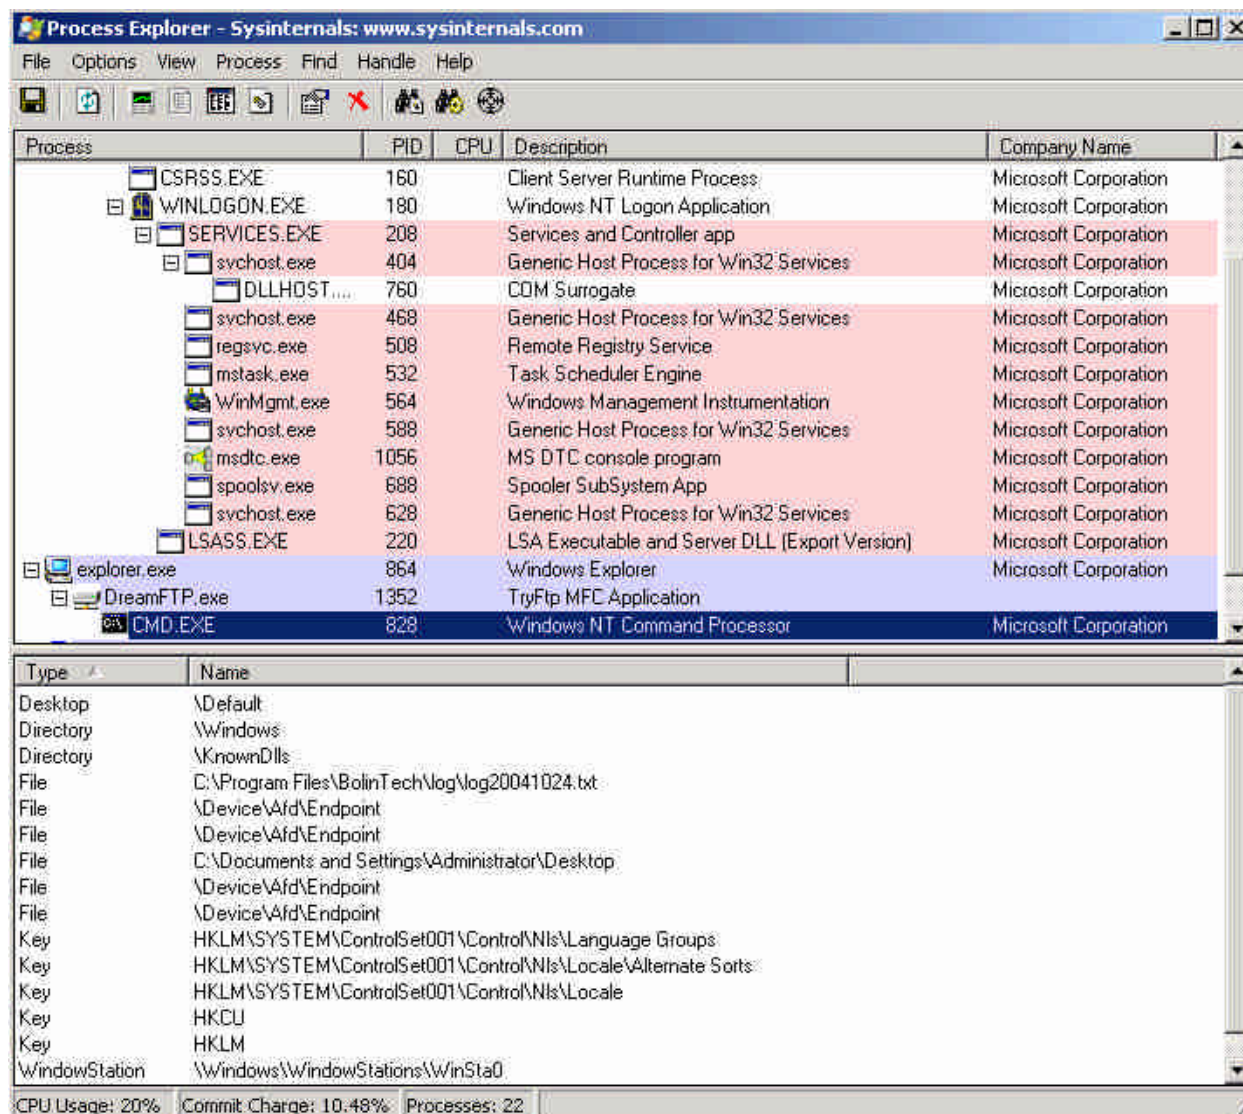 Process Explorer - Sysinternals: www.sysinternals.com
File Options View Process Find Handle Help
Process PID CPU Description Company Name
CSRSS.EXE 160 Client Server Runtime Process Microsoft Corporation
WINLOGON.EXE 180 Windows NT Logon Application Microsoft Corporation
SERVICES.EXE 208 Services and Controller app Microsoft Corporation
svchost.exe 404 Generic Host Process for Win32 Services Microsoft Corporation
DLLHOST.... 760 COM Surrogate Microsoft Corporation
svchost.exe 468 Generic Host Process for Win32 Services Microsoft Corporation
regsvc.exe 508 Remote Registry Service Microsoft Corporation
mstask.exe 532 Task Scheduler Engine Microsoft Corporation
WinMgmt.exe 564 Windows Management Instrumentation Microsoft Corporation
svchost.exe 588 Generic Host Process for Win32 Services Microsoft Corporation
msdtc.exe 1056 MS DTC console program Microsoft Corporation
spoolsv.exe 688 Spooler SubSystem App Microsoft Corporation
svchost.exe 628 Generic Host Process for Win32 Services Microsoft Corporation
LSASS.EXE 220 LSA Executable and Server DLL (Export Version) Microsoft Corporation
explorer.exe 864 Windows Explorer Microsoft Corporation
DreamFTP.exe 1352 TryFtp MFC Application
CMD.EXE 828 Windows NT Command Processor Microsoft Corporation
Type Name
Desktop \Default
Directory \Windows
Directory \KnownDlls
File C:\Program Files\BolinTech\log\log20041024.txt
File \Device\Afd\Endpoint
File \Device\Afd\Endpoint
File C:\Documents and Settings\Administrator\Desktop
File \Device\Afd\Endpoint
File \Device\Afd\Endpoint
Key HKLM\SYSTEM\ControlSet001\Control\Nls\Language Groups
Key HKLM\SYSTEM\ControlSet001\Control\Nls\Locale\Alternate Sorts
Key HKLM\SYSTEM\ControlSet001\Control\Nls\Locale
Key HKCU
Key HKLM
WindowStation \Windows\WindowStations\WinSta0
CPU Usage: 20% Commit Charge: 10.48% Processes: 22